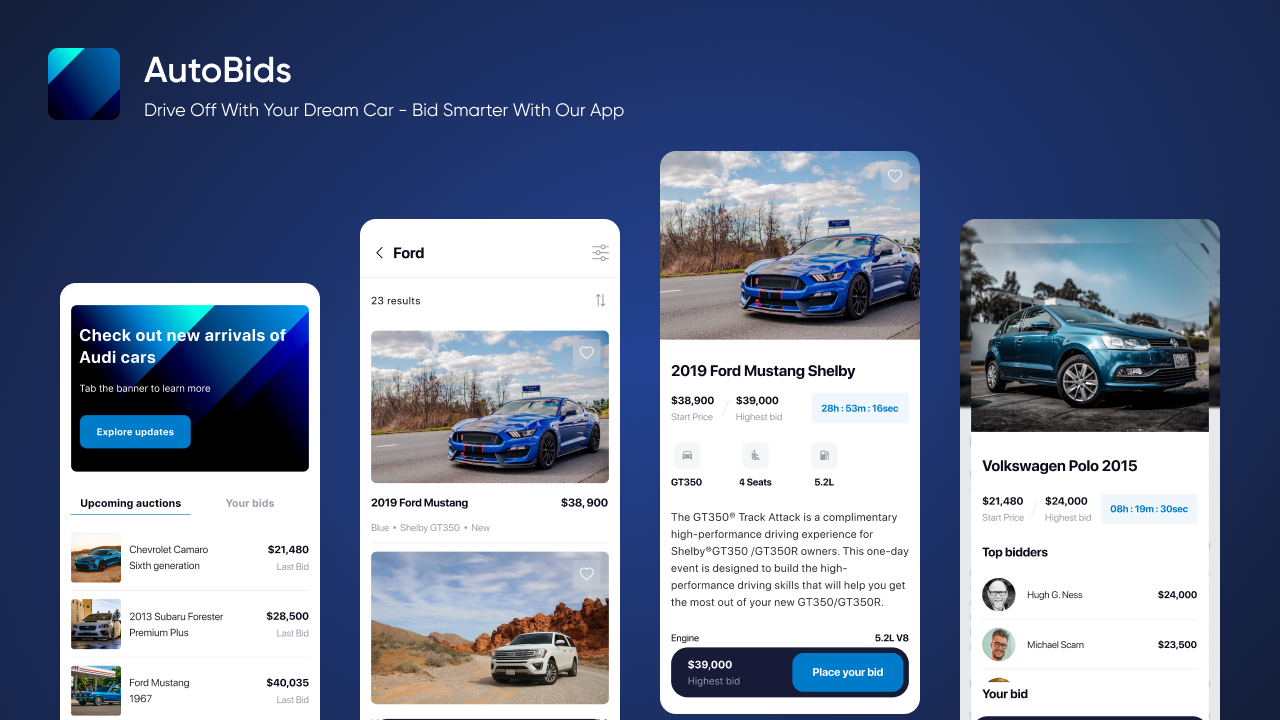 AutoBids
Drive Off With Your Dream Car - Bid Smarter With Our App
Check out new arrivals of
Audi cars
Tab the banner to learn more
Explore updates
Upcoming auctions
Your bids
Chevrolet Camaro
Sixth generation
$21,480
Last Bid
2013 Subaru Forester
Premium Plus
$28,500
Last Bid
Ford Mustang
1967
$40,035
Last Bid
Ford
23 results
2019 Ford Mustang
$38,900
Blue • Shelby GT350 • New
2019 Ford Mustang Shelby
$38,900
Start Price
$39,000
Highest bid
28h : 53m : 16sec
GT350
4 Seats
5.2L
The GT350® Track Attack is a complimentary
high-performance driving experience for
Shelby®GT350 /GT350R owners. This one-day
event is designed to build the high-
performance driving skills that will help you get
the most out of your new GT350/GT350R.
Engine
5.2L V8
$39,000
Highest bid
Place your bid
Volkswagen Polo 2015
$21,480
Start Price
$24,000
Highest bid
08h : 19m : 30sec
Top bidders
Hugh G. Ness
$24,000
Michael Scarn
$23,500
Your bid